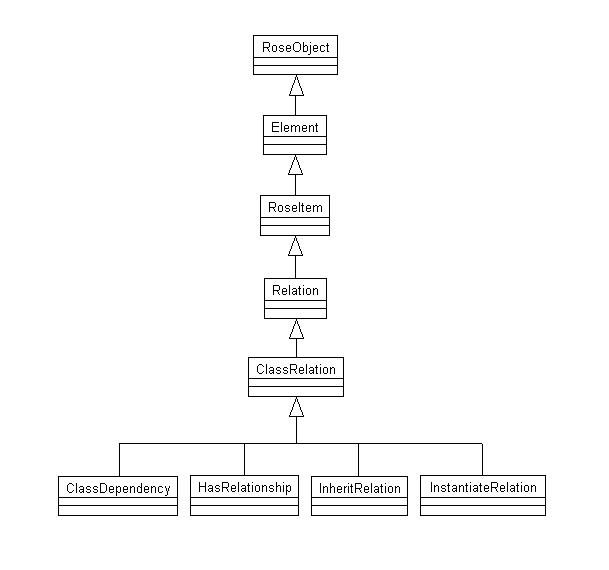 RoseObject
Element
RoseItem
Relation
ClassRelation
ClassDependency
HasRelationship
InheritRelation
InstantiateRelation